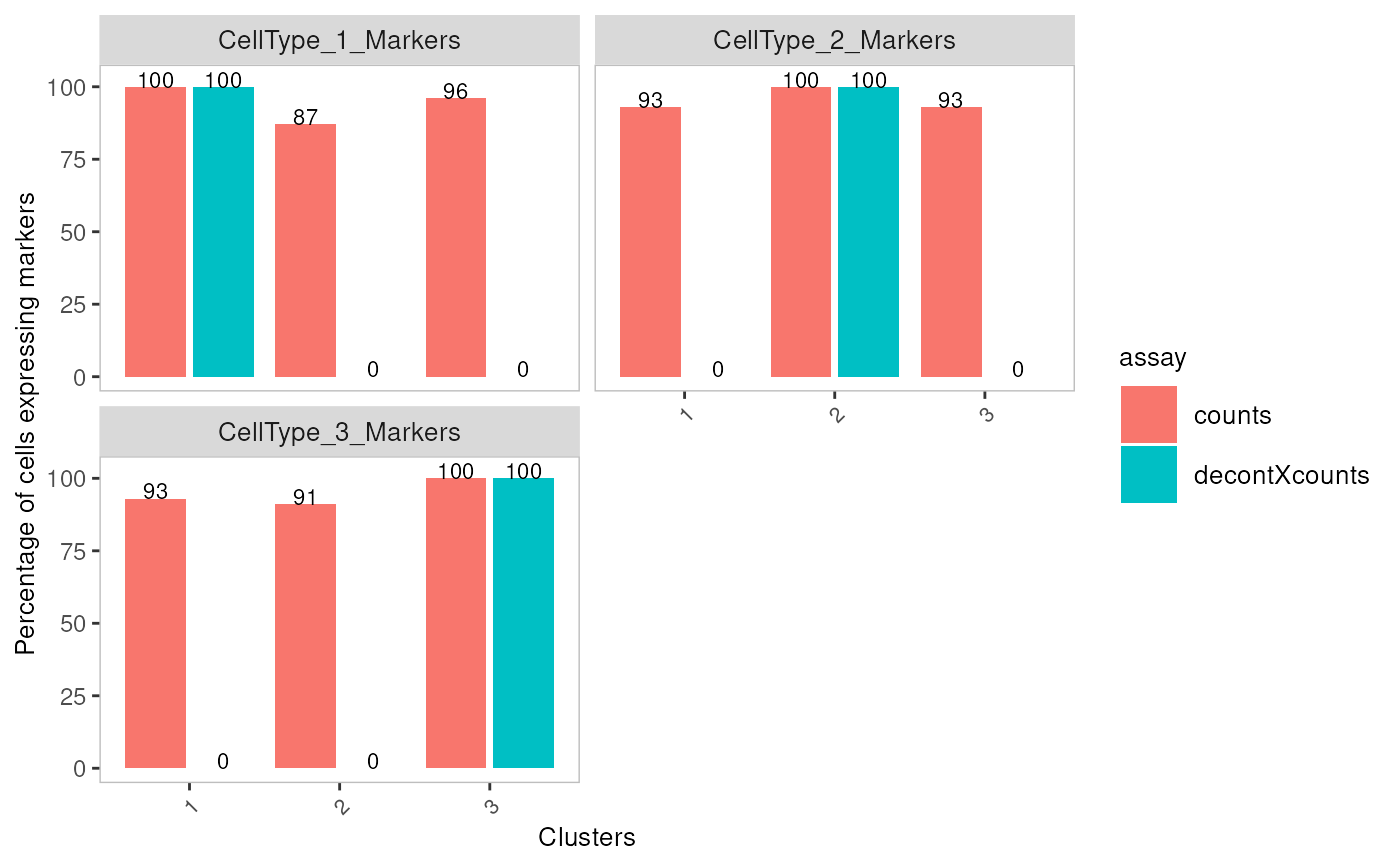 CellType_1_Markers
CellType_2_Markers
100 100 87 0 96 0
93 0 100 100 93 0
100
75
50
25
0
1 2 3
CellType_3_Markers
93 0 91 0 100 100
100
75
50
25
0
1 2 3
Clusters
Percentage of cells expressing markers
assay
counts
decontXcounts